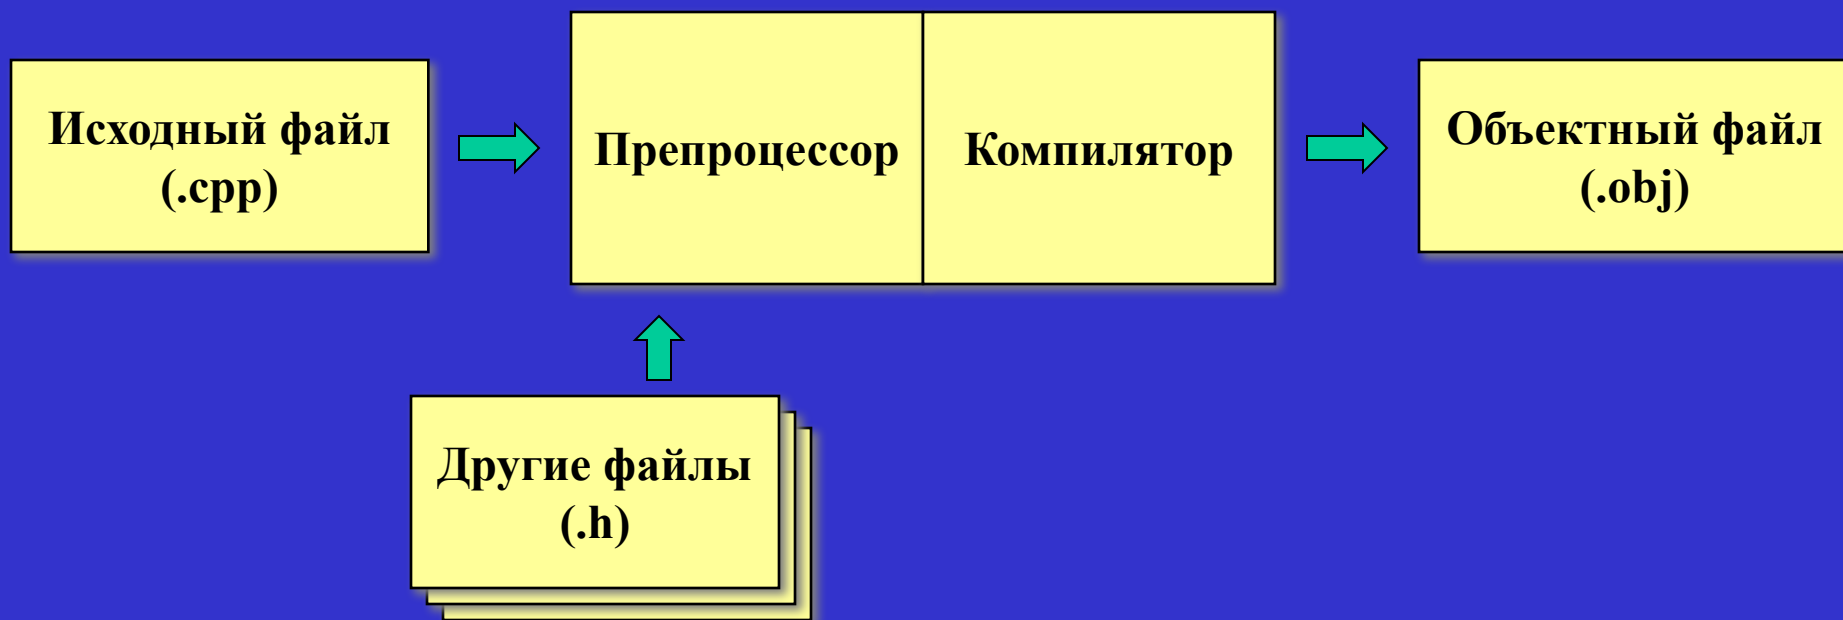 Исходный файл
(.cpp)
Препроцессор
Компилятор
Объектный файл
(.obj)
Другие файлы
(.h)